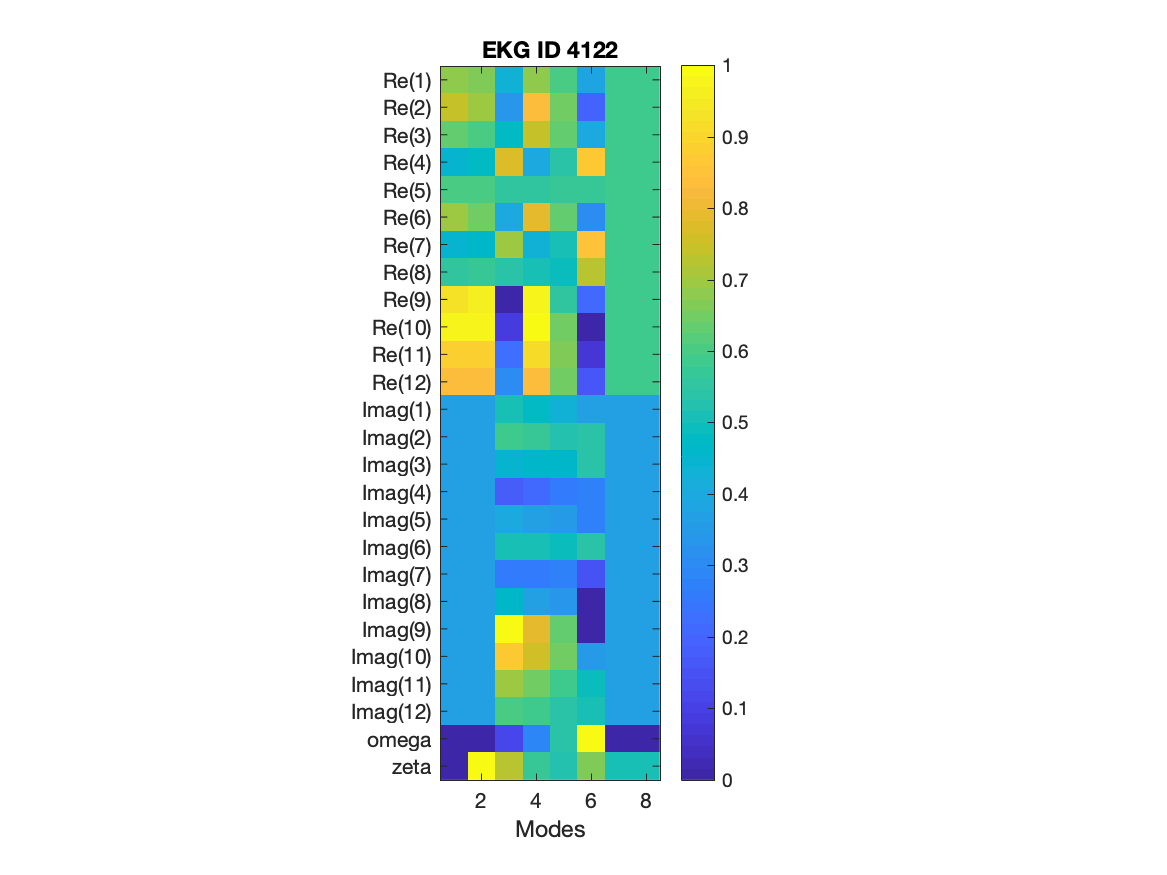 EKG ID 4122
Re(1)
Re(2)
Re(3)
Re(4)
Re(5)
Re(6)
Re(7)
Re(8)
Re(9)
Re(10)
Re(11)
Re(12)
Imag(1)
Imag(2)
Imag(3)
Imag(4)
Imag(5)
Imag(6)
Imag(7)
Imag(8)
Imag(9)
Imag(10)
Imag(11)
Imag(12)
omega
zeta
2 4 6 8
Modes
1
0.9
0.8
0.7
0.6
0.5
0.4
0.3
0.2
0.1
0